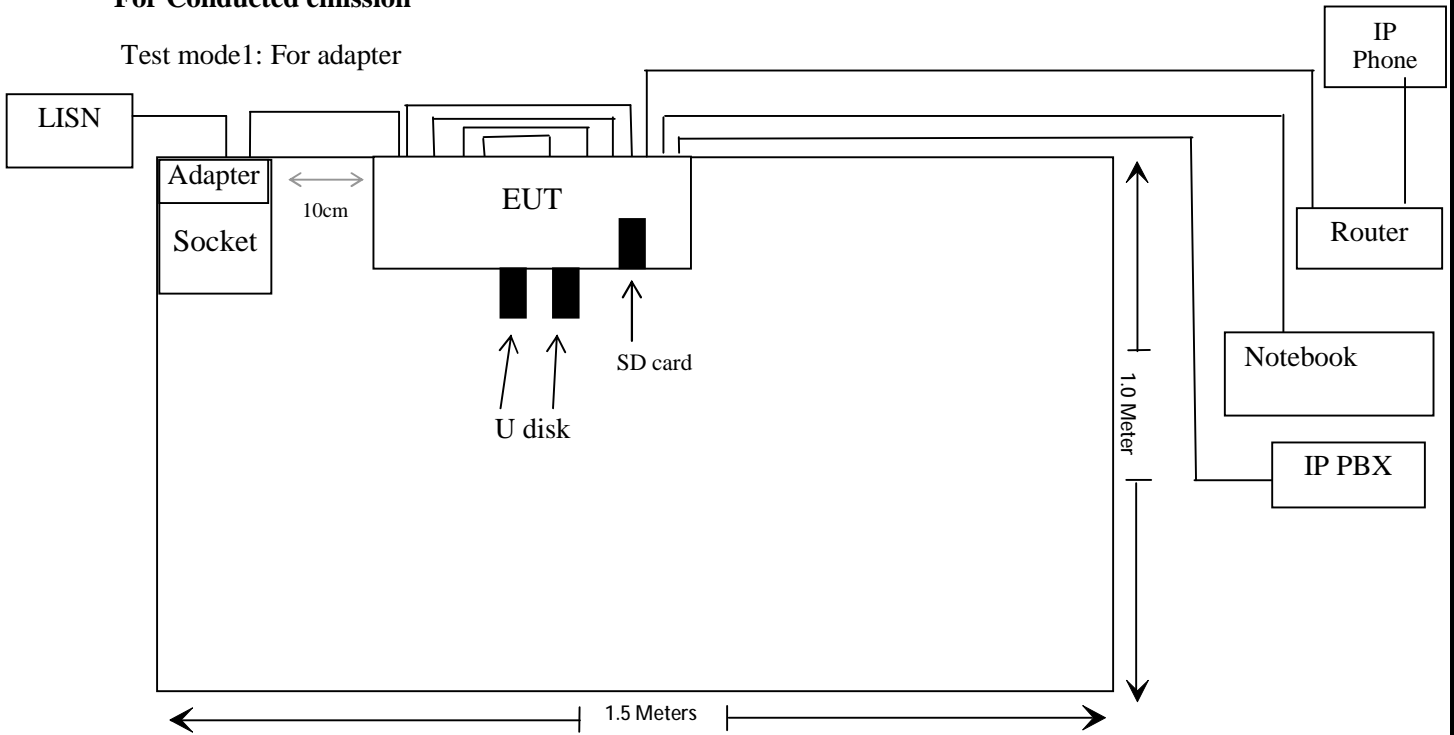 For Conducted emission
Test mode1: For adapter
IP
Phone
LISN
Adapter
10cm
EUT
Socket
Router
SD card
Notebook
U disk
1.0 Meter
IP PBX
1.5 Meters